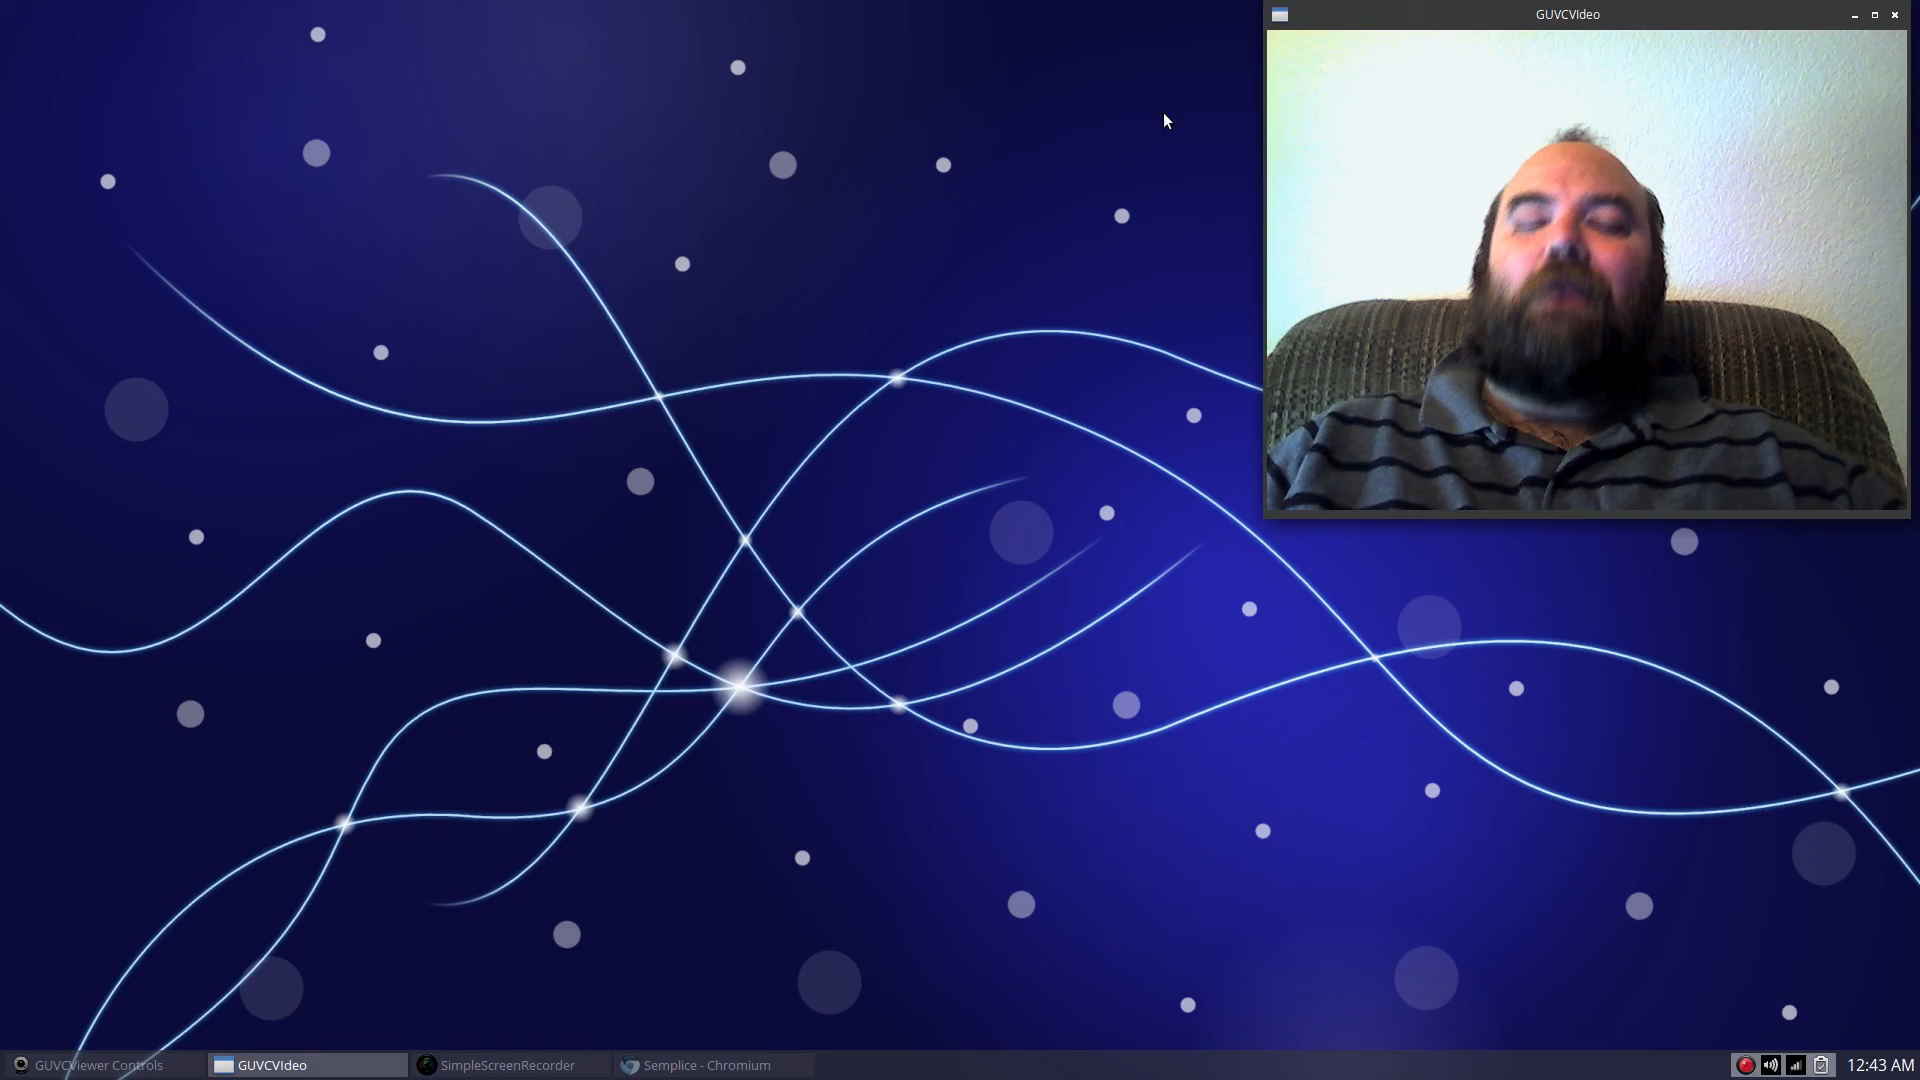 GUVCVIdeo
GUVCViewer Controls
GUVCVIdeo
SimpleScreenRecorder
Semplice - Chromium
12:43 AM